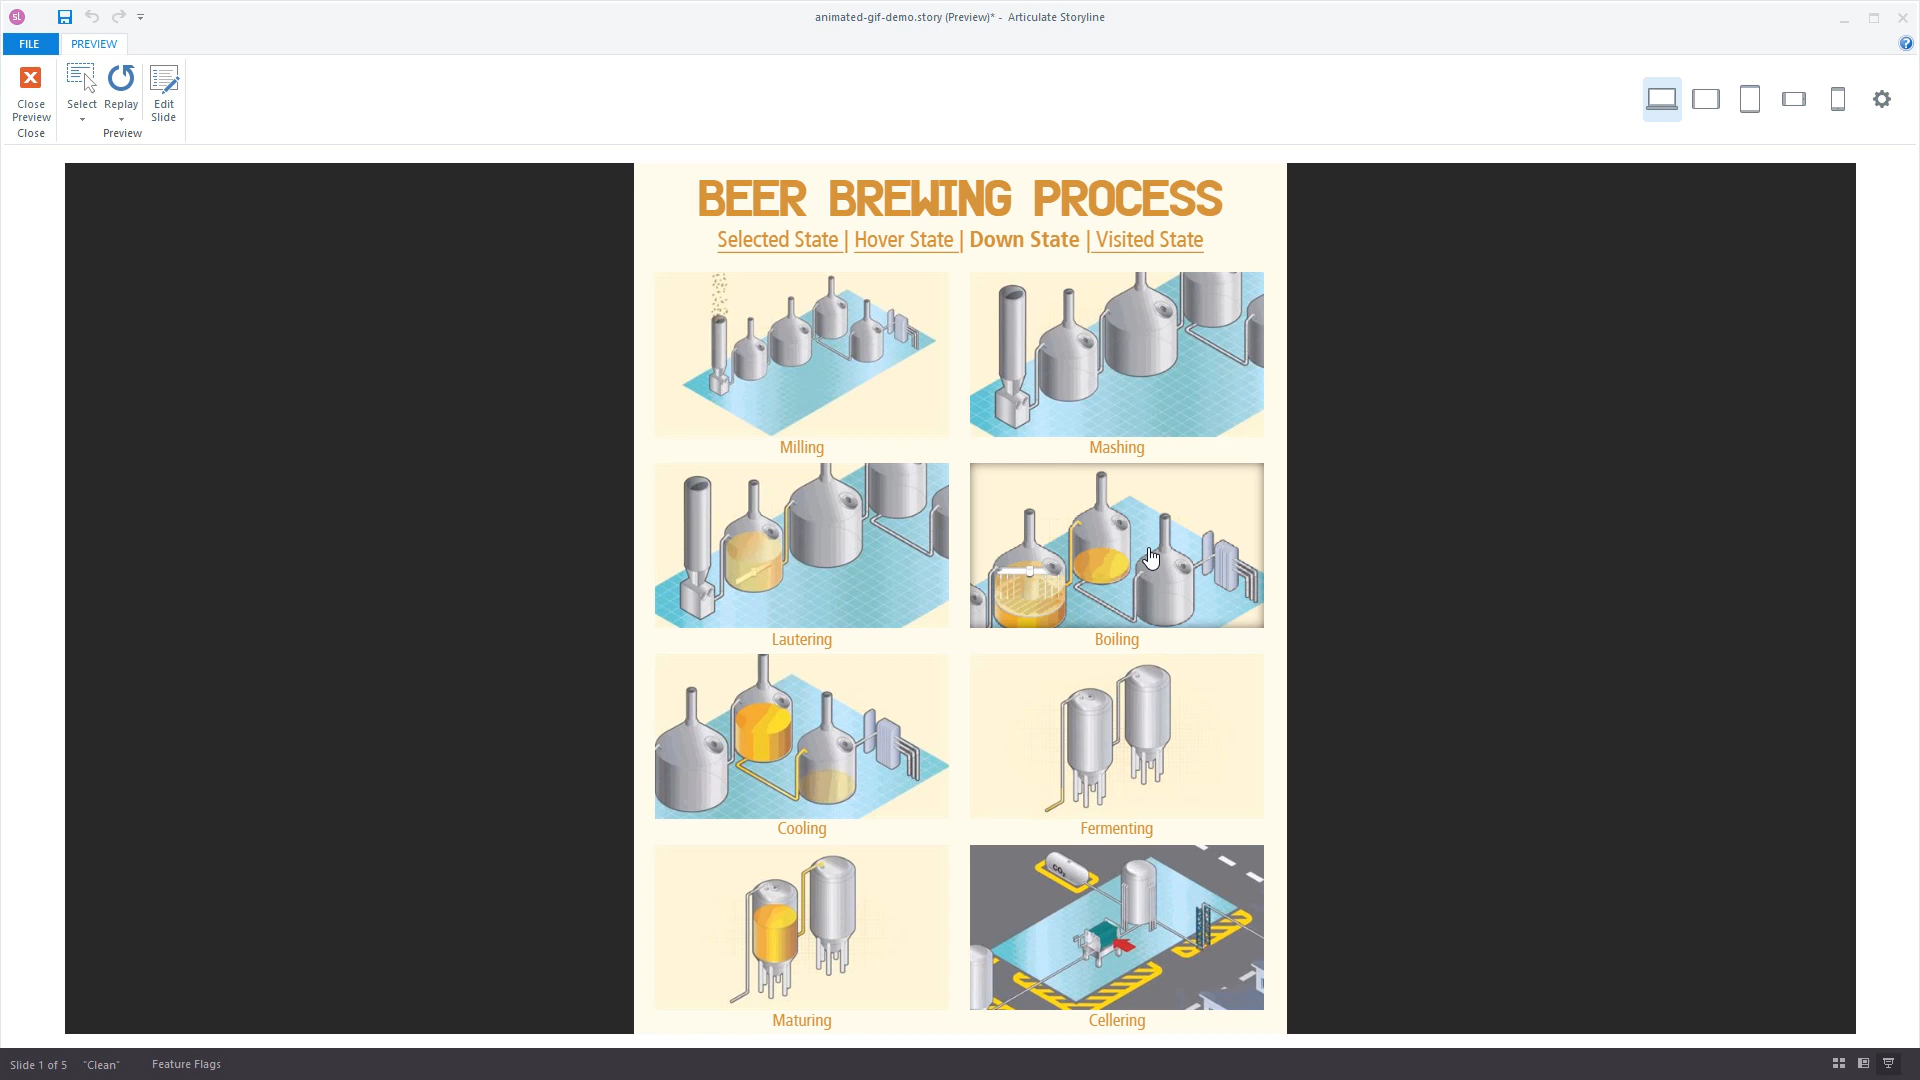 sl
animated-gif-demo.story (Preview)* - Articulate Storyline
FILE
PREVIEW
?
Close Preview
Select
Replay
Edit Slide
Close
Preview
BEER BREWING PROCESS
Selected State | Hover State | Down State | Visited State
Milling
Mashing
Lautering
Boiling
Cooling
Fermenting
CO₂
Maturing
Cellering
Slide 1 of 5
"Clean"
Feature Flags